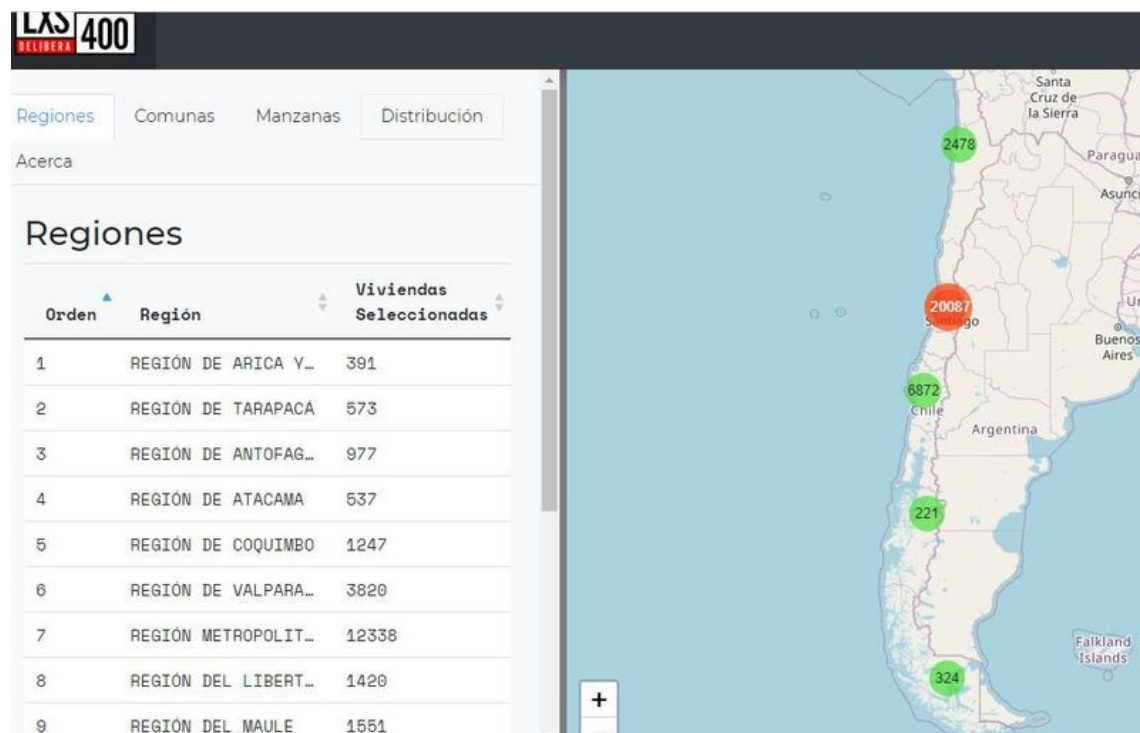 LXS 400
DELIBERA
Regiones Comunas Manzanas Distribución
Acerca
Regiones
Orden Región Viviendas Seleccionadas
1 REGIÓN DE ARICA Y… 391
2 REGIÓN DE TARAPACÁ 573
3 REGIÓN DE ANTOFAG… 977
4 REGIÓN DE ATACAMA 537
5 REGIÓN DE COQUIMBO 1247
6 REGIÓN DE VALPARA… 3820
7 REGIÓN METROPOLIT… 12338
8 REGIÓN DEL LIBERT… 1420
9 REGIÓN DEL MAULE 1551
Santa
Cruz de
la Sierra
2478
Paragua
Asunci
20087
Santiago
Ur
Buenos
Aires
6872
Chile
Argentina
221
Falkland
Islands
324
+